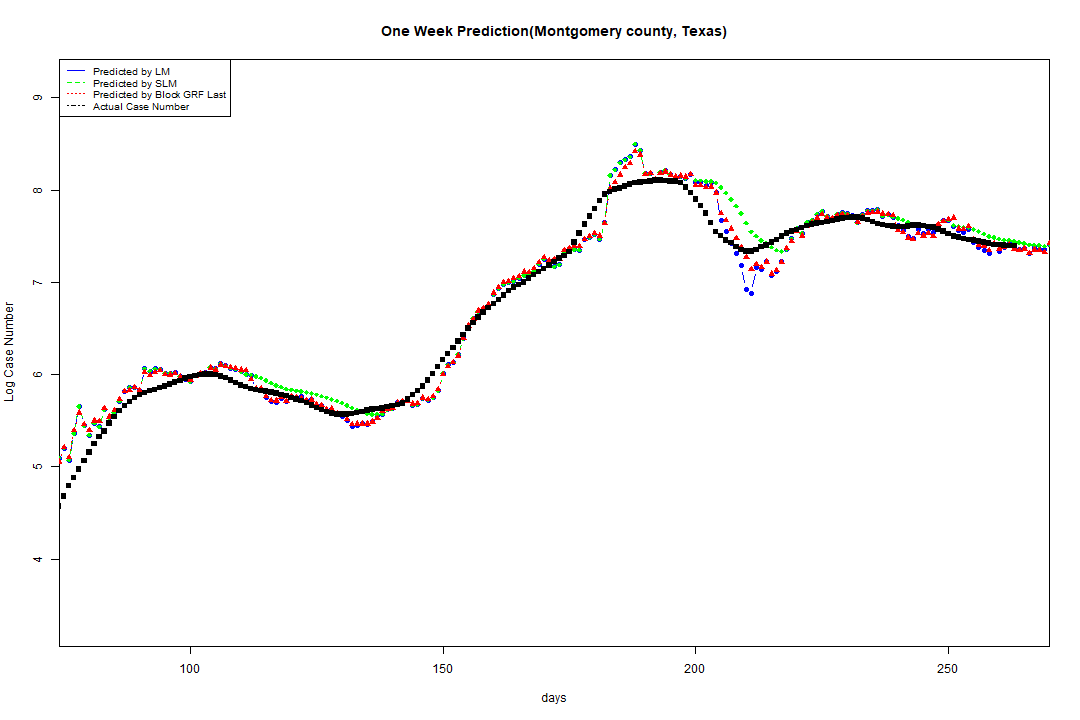 One Week Prediction(Montgomery county, Texas)
Predicted by LM
Predicted by SLM
Predicted by Block GRF Last
Actual Case Number
9
8
7
6
5
4
Log Case Number
100 150 200 250
days